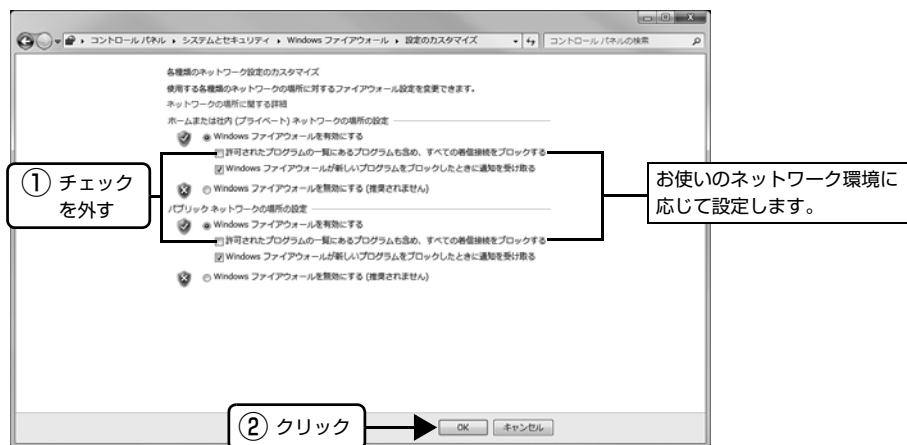 コントロール パネル ▸ システムとセキュリティ ▸ Windows ファイアウォール ▸ 設定のカスタマイズ
コントロール パネルの検索
各種類のネットワーク設定のカスタマイズ
使用する各種類のネットワークの場所に対するファイアウォール設定を変更できます。
ネットワークの場所に関する詳細
ホームまたは社内 (プライベート) ネットワークの場所の設定
Windows ファイアウォールを有効にする
許可されたプログラムの一覧にあるプログラムも含め、すべての着信接続をブロックする
Windows ファイアウォールが新しいプログラムをブロックしたときに通知を受け取る
Windows ファイアウォールを無効にする (推奨されません)
パブリック ネットワークの場所の設定
Windows ファイアウォールを有効にする
許可されたプログラムの一覧にあるプログラムも含め、すべての着信接続をブロックする
Windows ファイアウォールが新しいプログラムをブロックしたときに通知を受け取る
Windows ファイアウォールを無効にする (推奨されません)
① チェック
を外す
お使いのネットワーク環境に
応じて設定します。
② クリック
OK
キャンセル